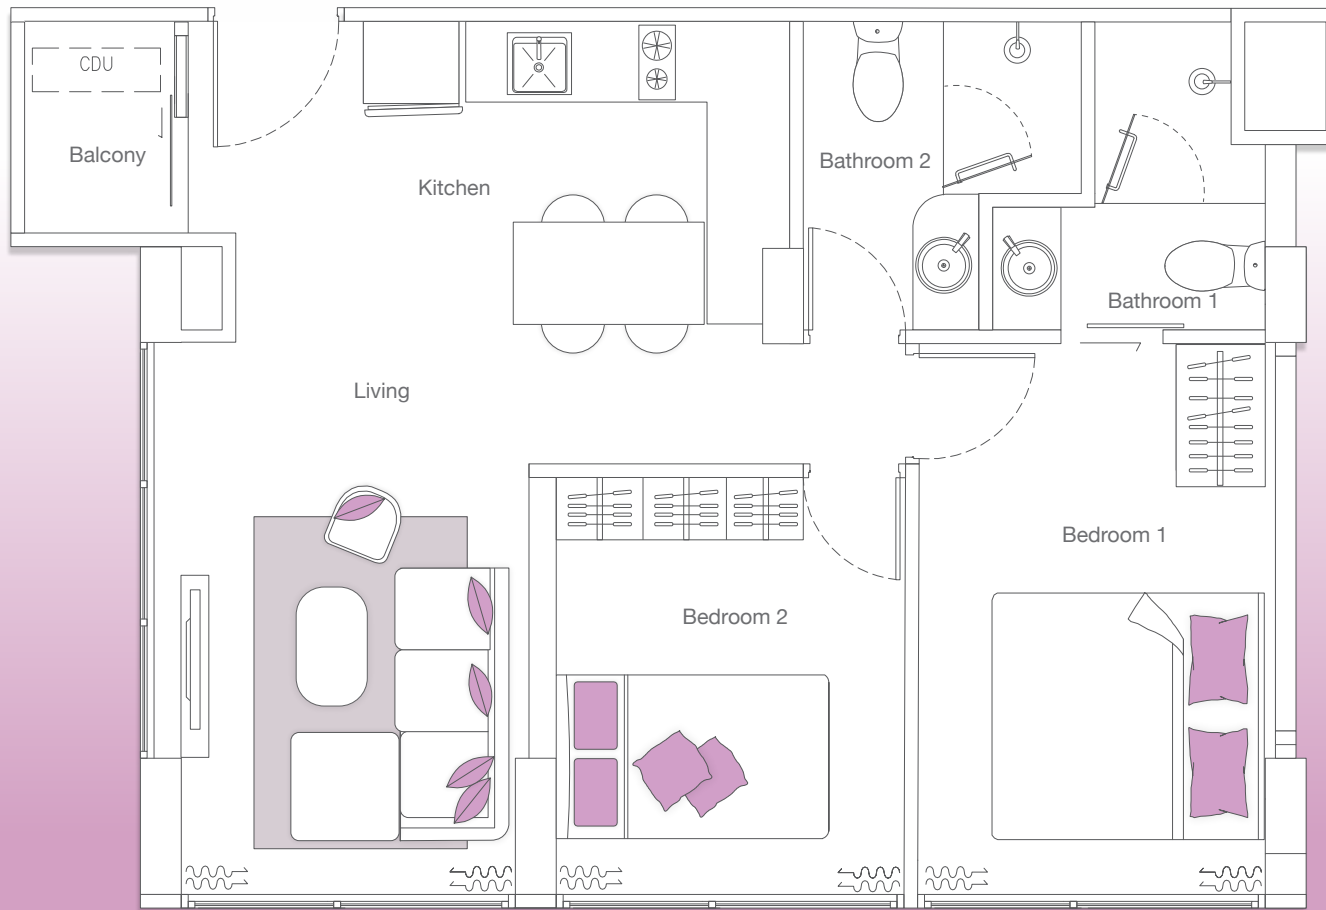 CDU
Balcony
Kitchen
Bathroom 2
Bathroom 1
Living
Bedroom 1
Bedroom 2